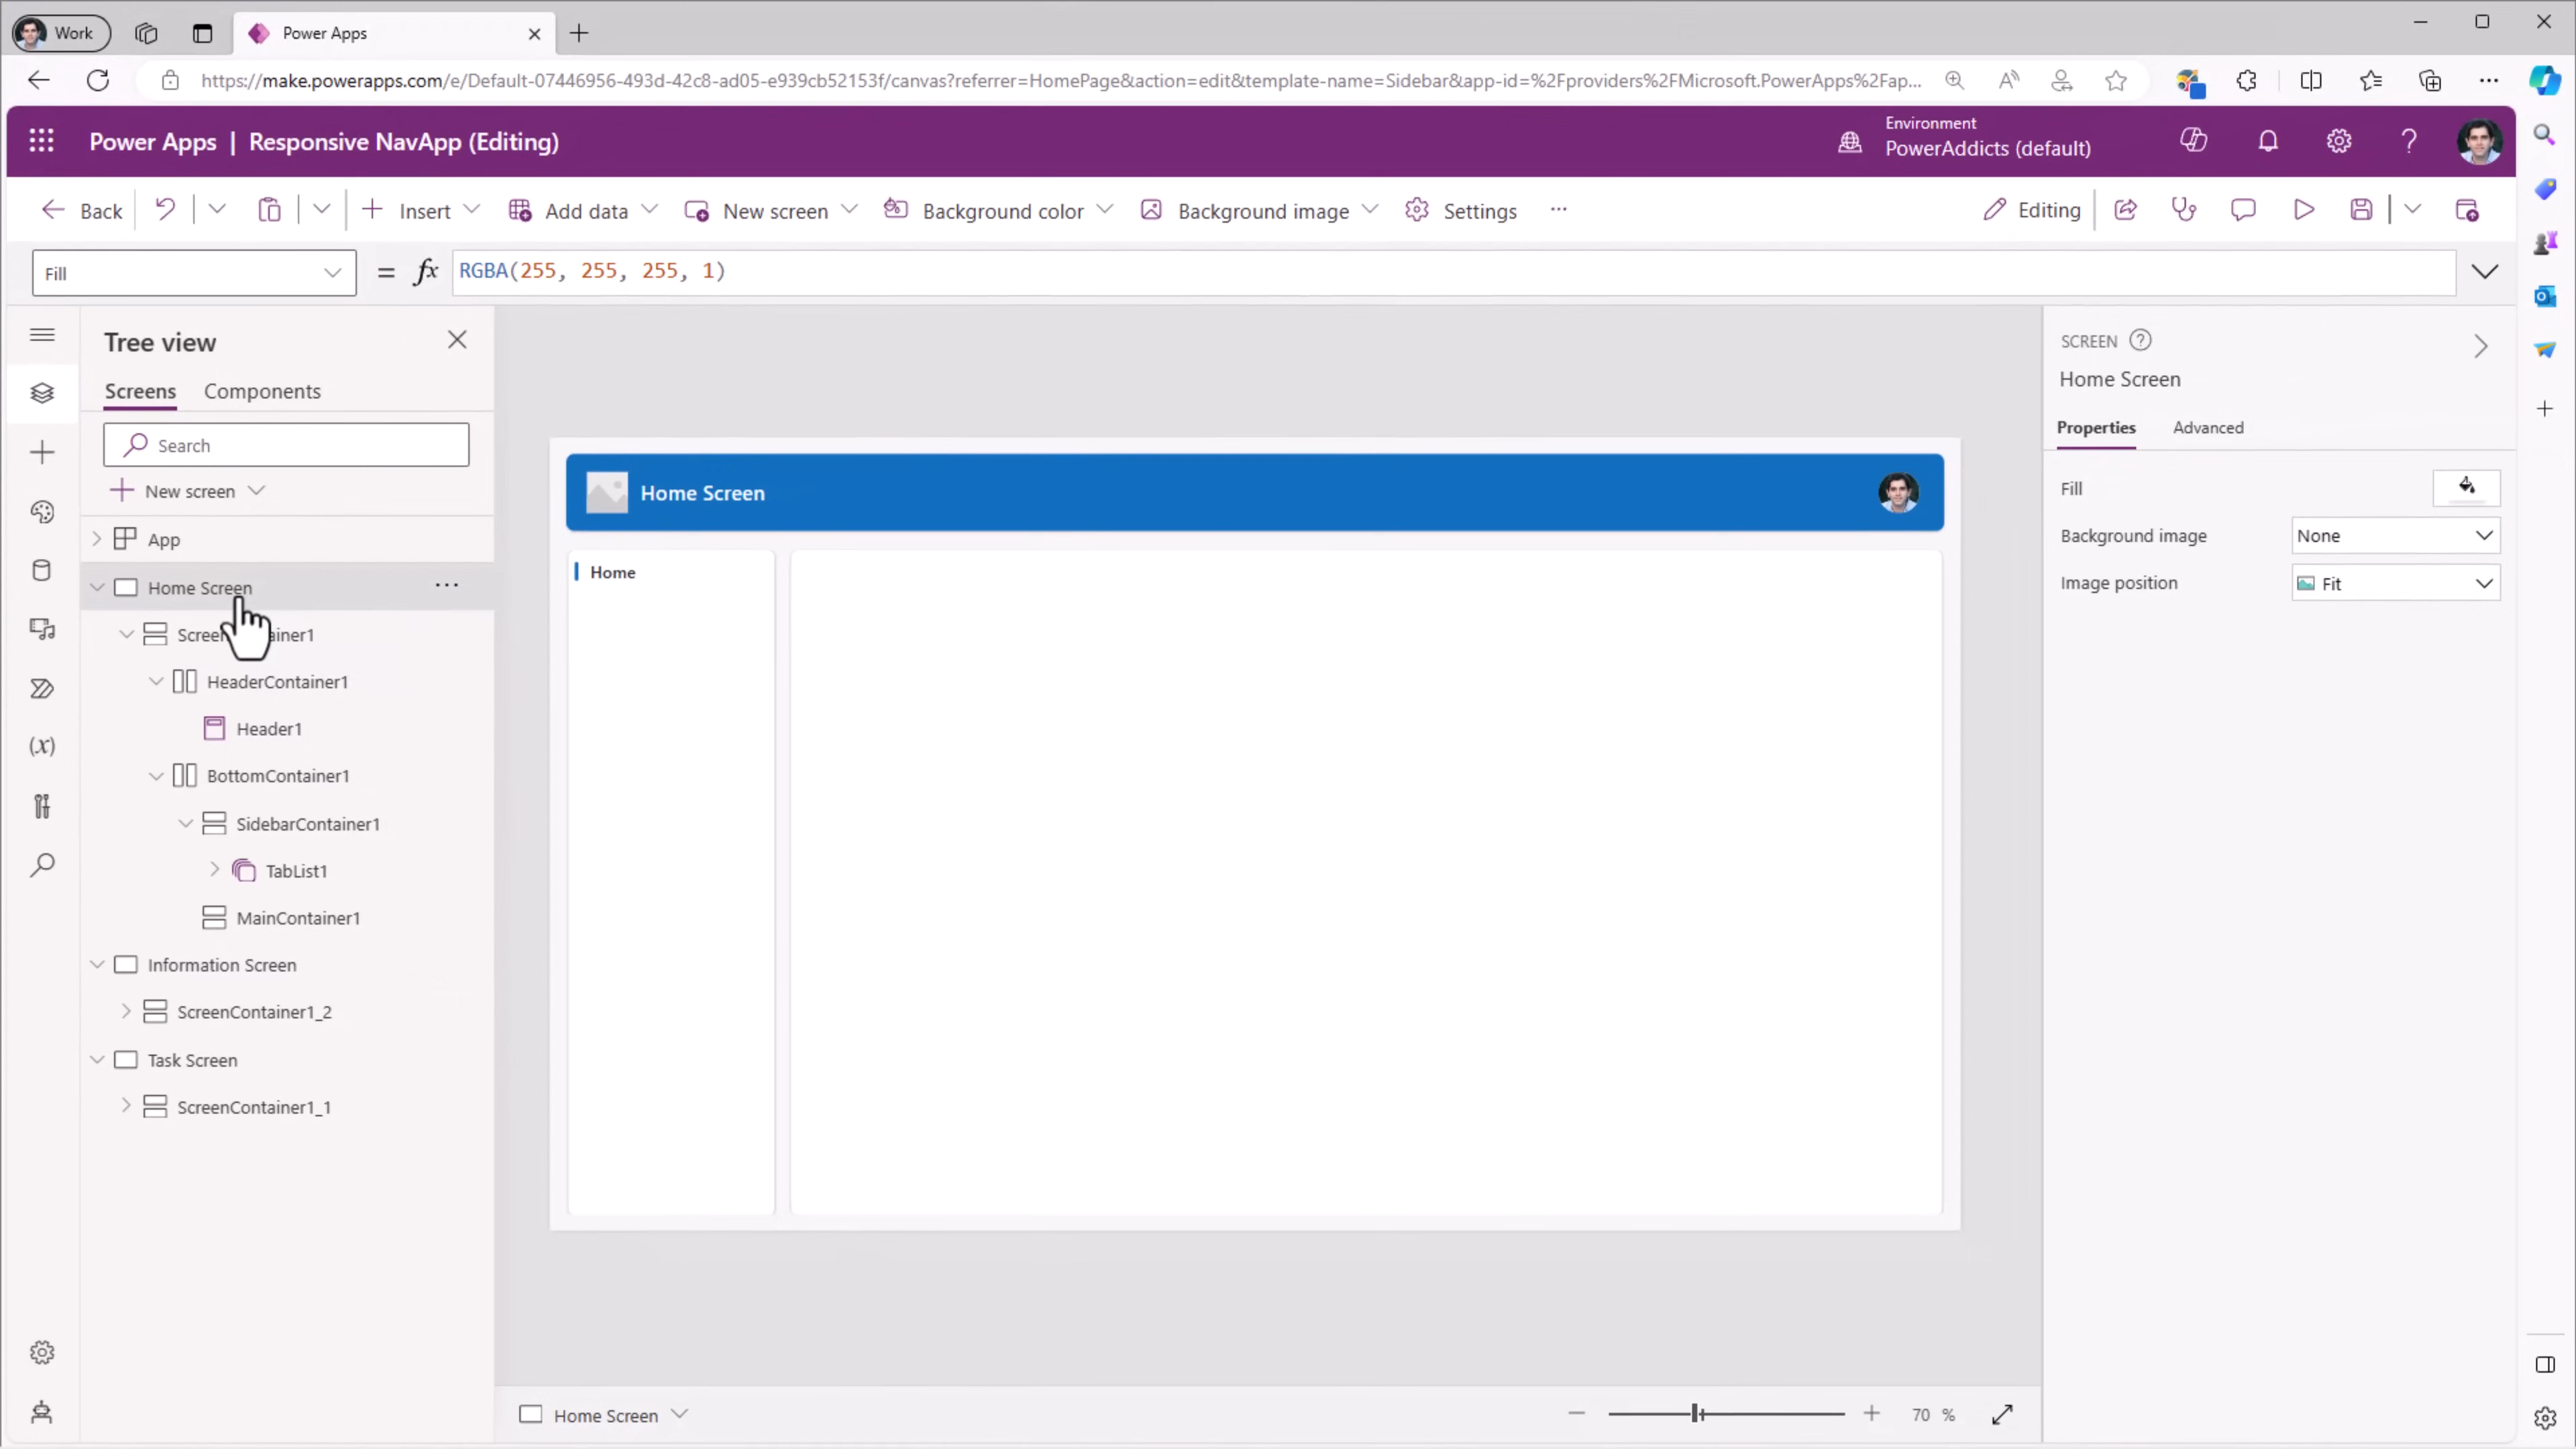 Work
Power Apps
https://make.powerapps.com/e/Default-07446956-493d-42c8-ad05-e939cb52153f/canvas?referrer=HomePage&action=edit&template-name=Sidebar&app-id=%2Fproviders%2FMicrosoft.PowerApps%2Fap...
Power Apps | Responsive NavApp (Editing)
Environment
PowerAddicts (default)
Back
Insert
Add data
New screen
Background color
Background image
Settings
Editing
Fill
= fx RGBA(255, 255, 255, 1)
Tree view
Screens Components
Search
New screen
App
Home Screen
HeaderContainer1
Header1
BottomContainer1
SidebarContainer1
TabList1
MainContainer1
Information Screen
ScreenContainer1_2
Task Screen
ScreenContainer1_1
Home Screen
Home
SCREEN
Home Screen
Properties Advanced
Fill
Background image None
Image position Fit
Home Screen
70 %